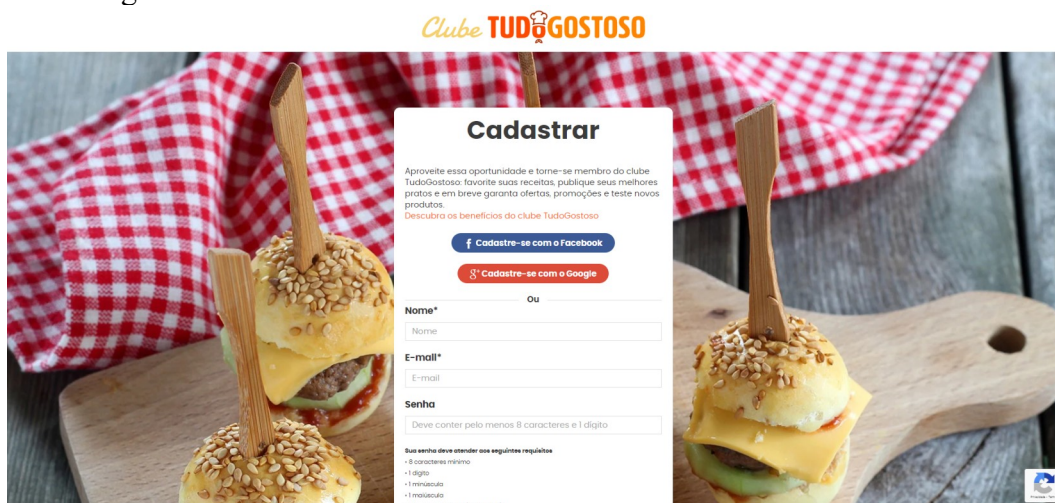 Clube TUDOGOSTOSO
Cadastrar
Aproveite essa oportunidade e torne-se membro do clube
TudoGostoso: favorite suas receitas, publique seus melhores
pratos e em breve garanta ofertas, promoções e teste novos
produtos.
Descubra os benefícios do clube TudoGostoso
f Cadastre-se com o Facebook
g+ Cadastre-se com o Google
Ou
Nome*
Nome
E-mail*
E-mail
Senha
Deve conter pelo menos 8 caracteres e 1 dígito
Sua senha deve atender aos seguintes requisitos
• 8 caracteres mínimo
• 1 dígito
• 1 minúscula
• 1 maiúscula